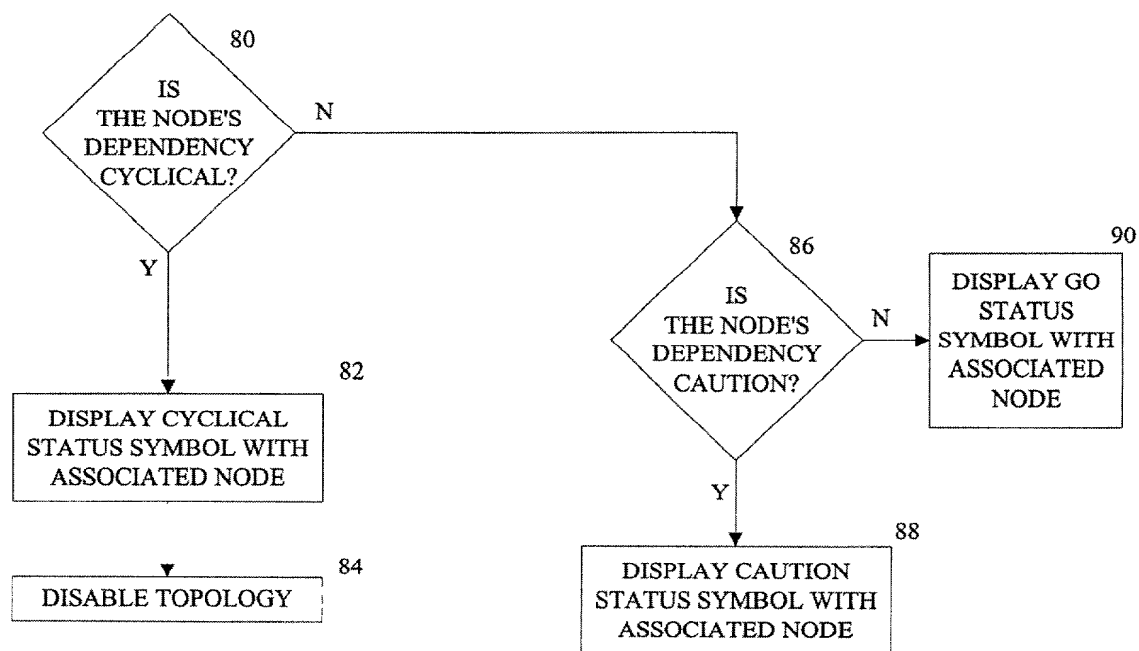 80
IS
THE NODE'S
DEPENDENCY
CYCLICAL?
N
Y
82
DISPLAY CYCLICAL
STATUS SYMBOL WITH
ASSOCIATED NODE
84
DISABLE TOPOLOGY
86
IS
THE NODE'S
DEPENDENCY
CAUTION?
N
Y
90
DISPLAY GO
STATUS
SYMBOL WITH
ASSOCIATED
NODE
88
DISPLAY CAUTION
STATUS SYMBOL WITH
ASSOCIATED NODE